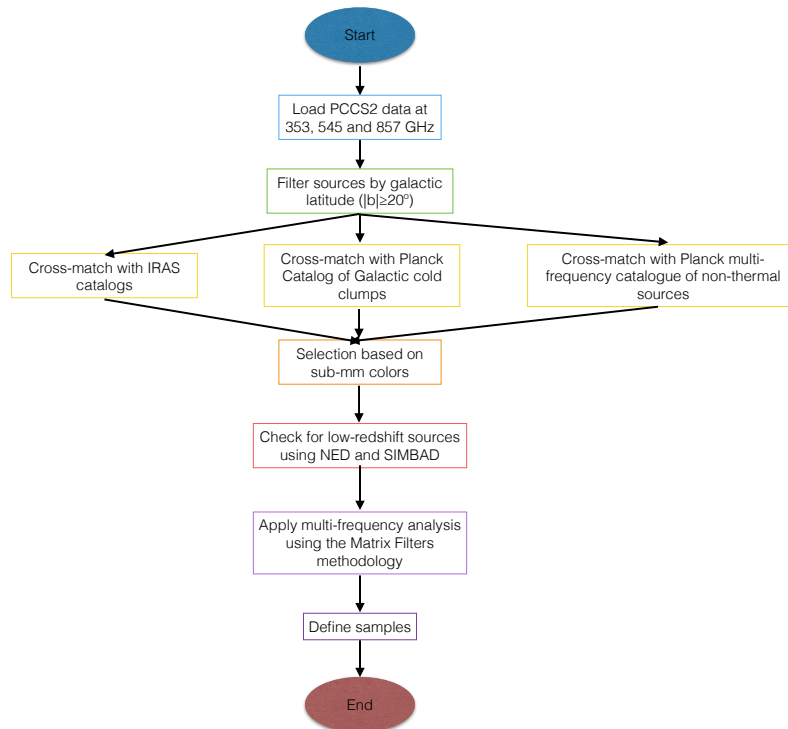 Start
Load PCCS2 data at
353, 545 and 857 GHz
Filter sources by galactic
latitude (|b|≥20º)
Cross-match with IRAS
catalogs
Cross-match with Planck
Catalog of Galactic cold
clumps
Cross-match with Planck multi-
frequency catalogue of non-thermal
sources
Selection based on
sub-mm colors
Check for low-redshift sources
using NED and SIMBAD
Apply multi-frequency analysis
using the Matrix Filters
methodology
Define samples
End